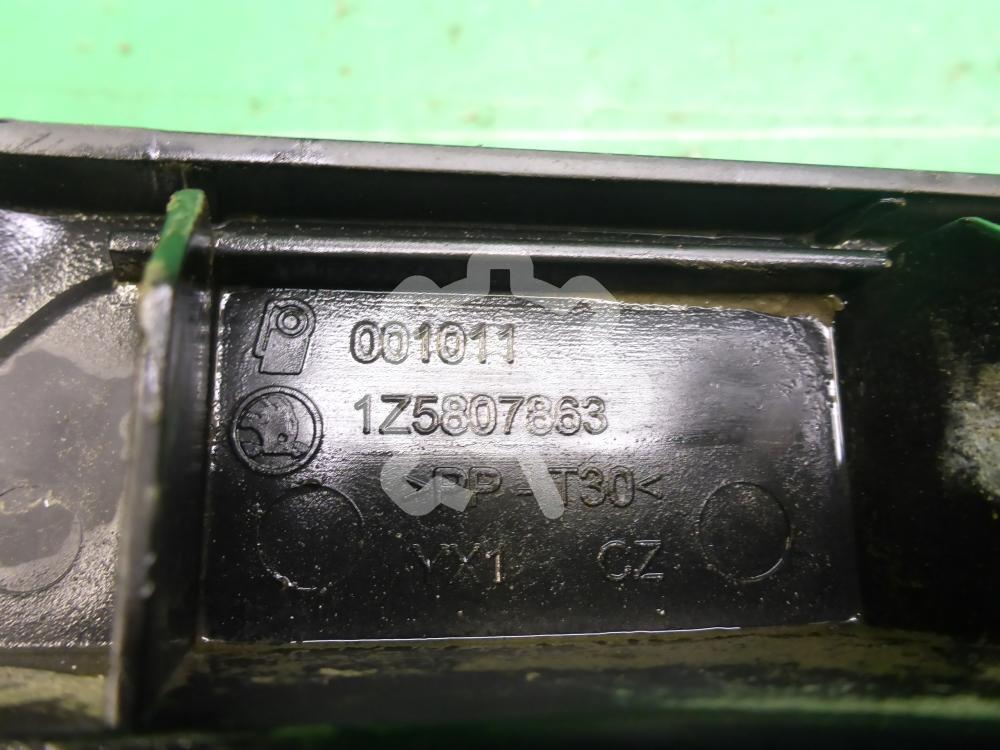 001011
1Z5807863
>PP-T30<
YX1 CZ